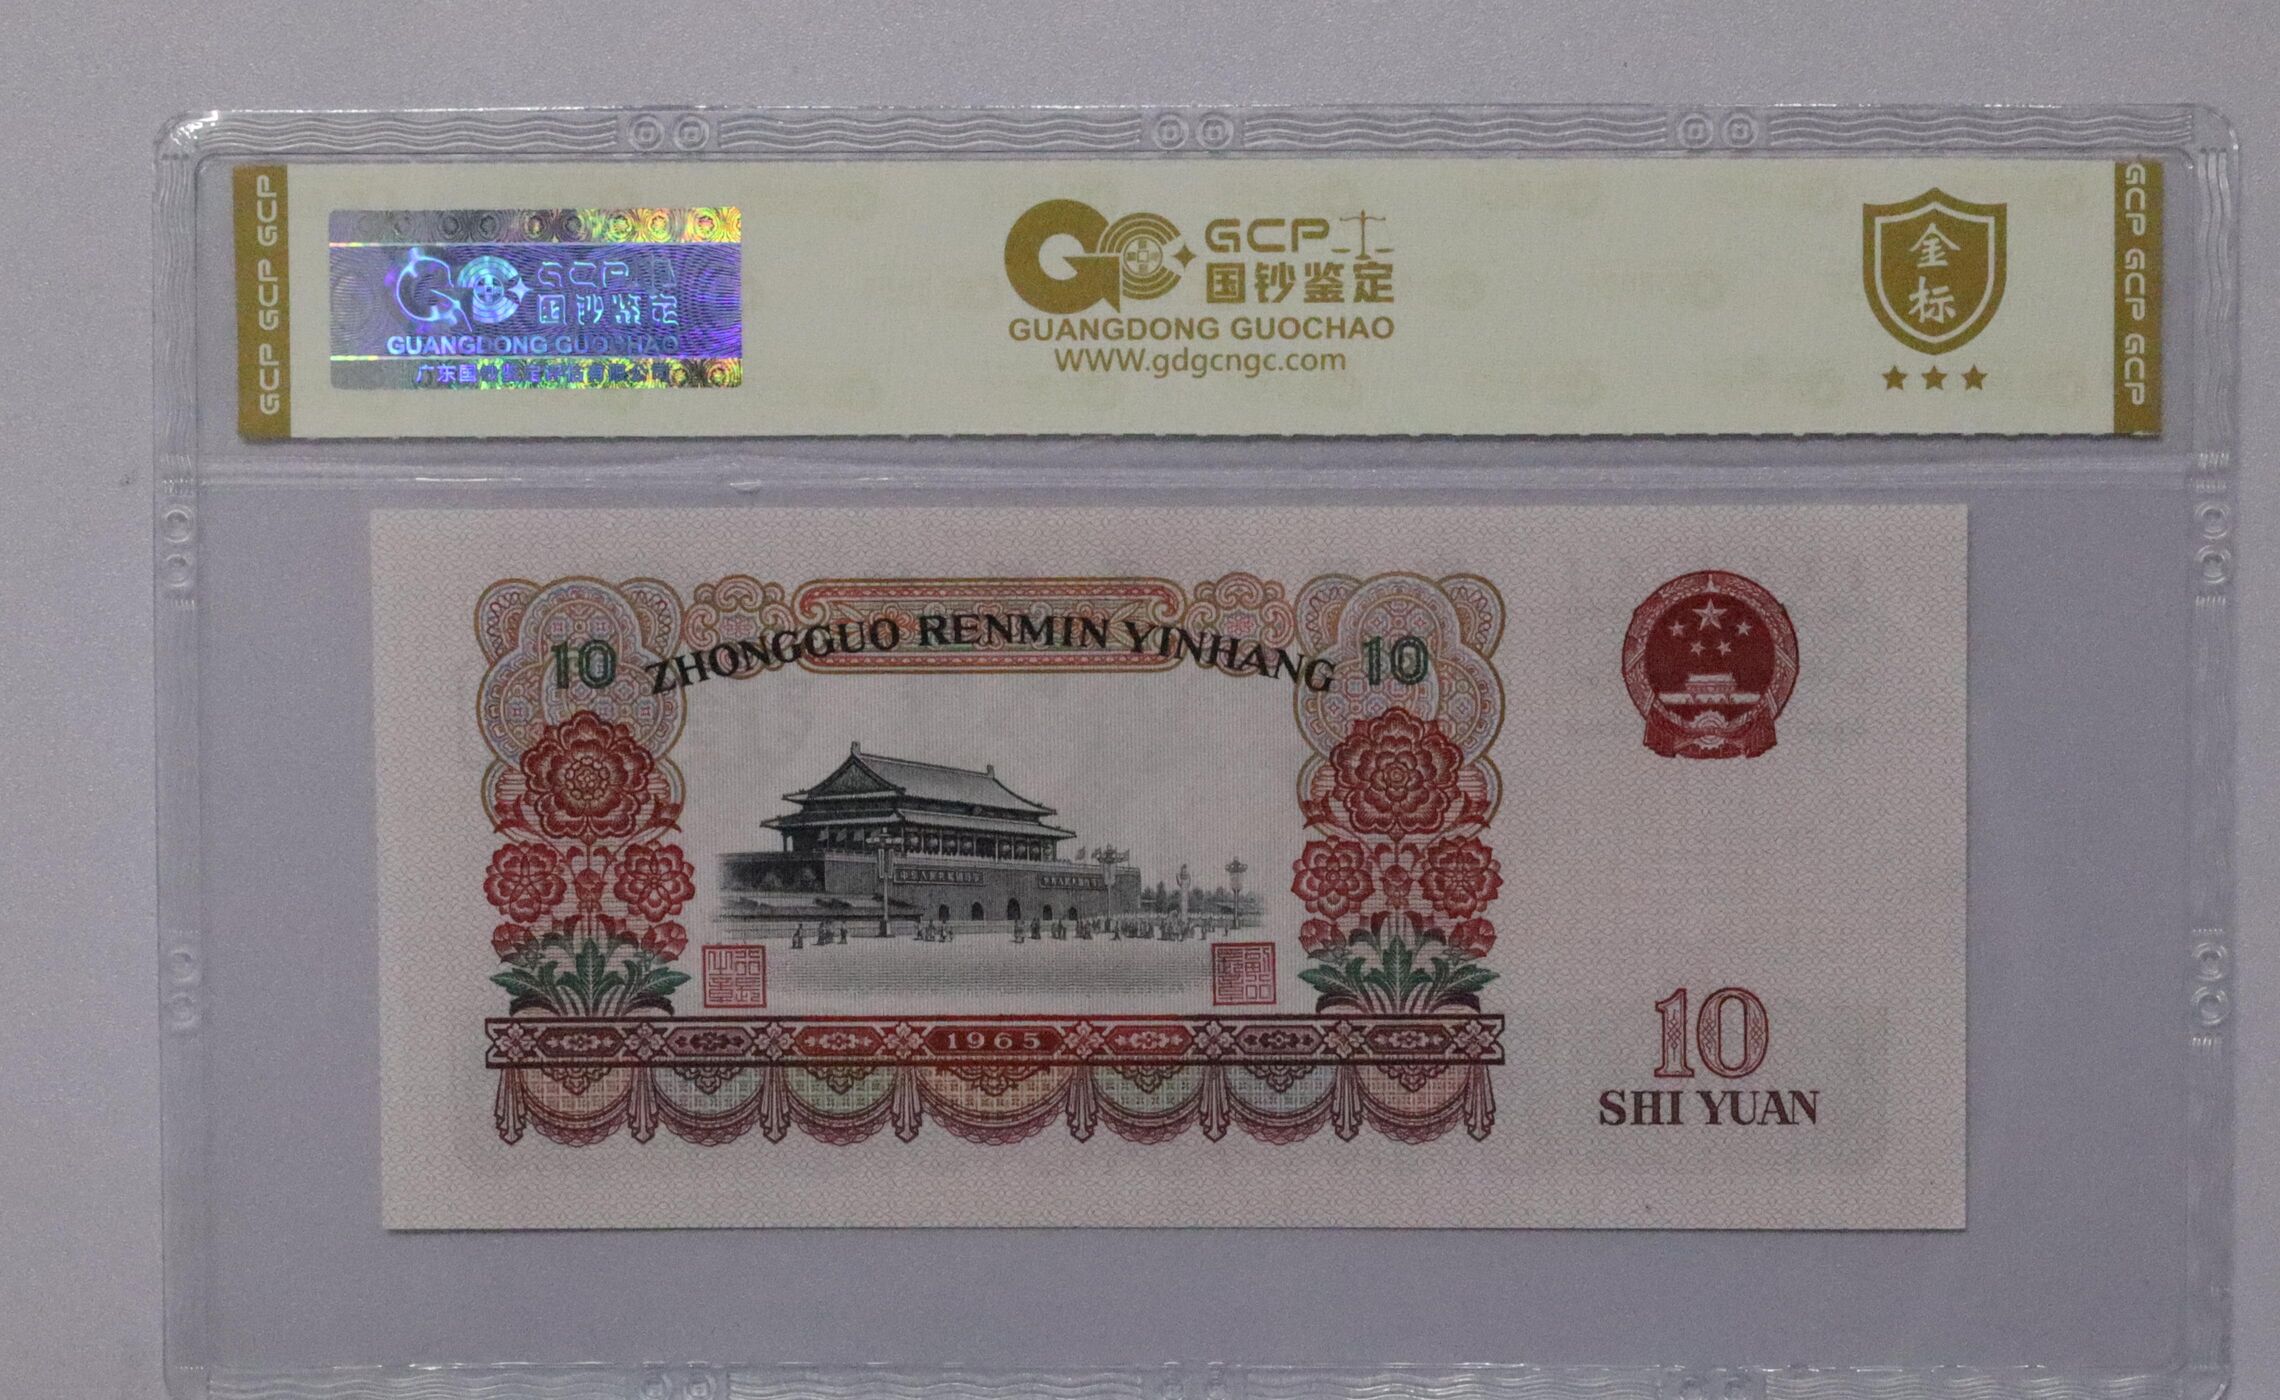 GCP GCP GCP
GCP
国钞鉴定
GUANGDONG GUOCHAO
GCP
国钞鉴定
GUANGDONG GUOCHAO
WWW.gdgcngc.com
金
标
GCP GCP GCP
10 ZHONGGUO RENMIN YINHANG 10
1965
10
SHI YUAN